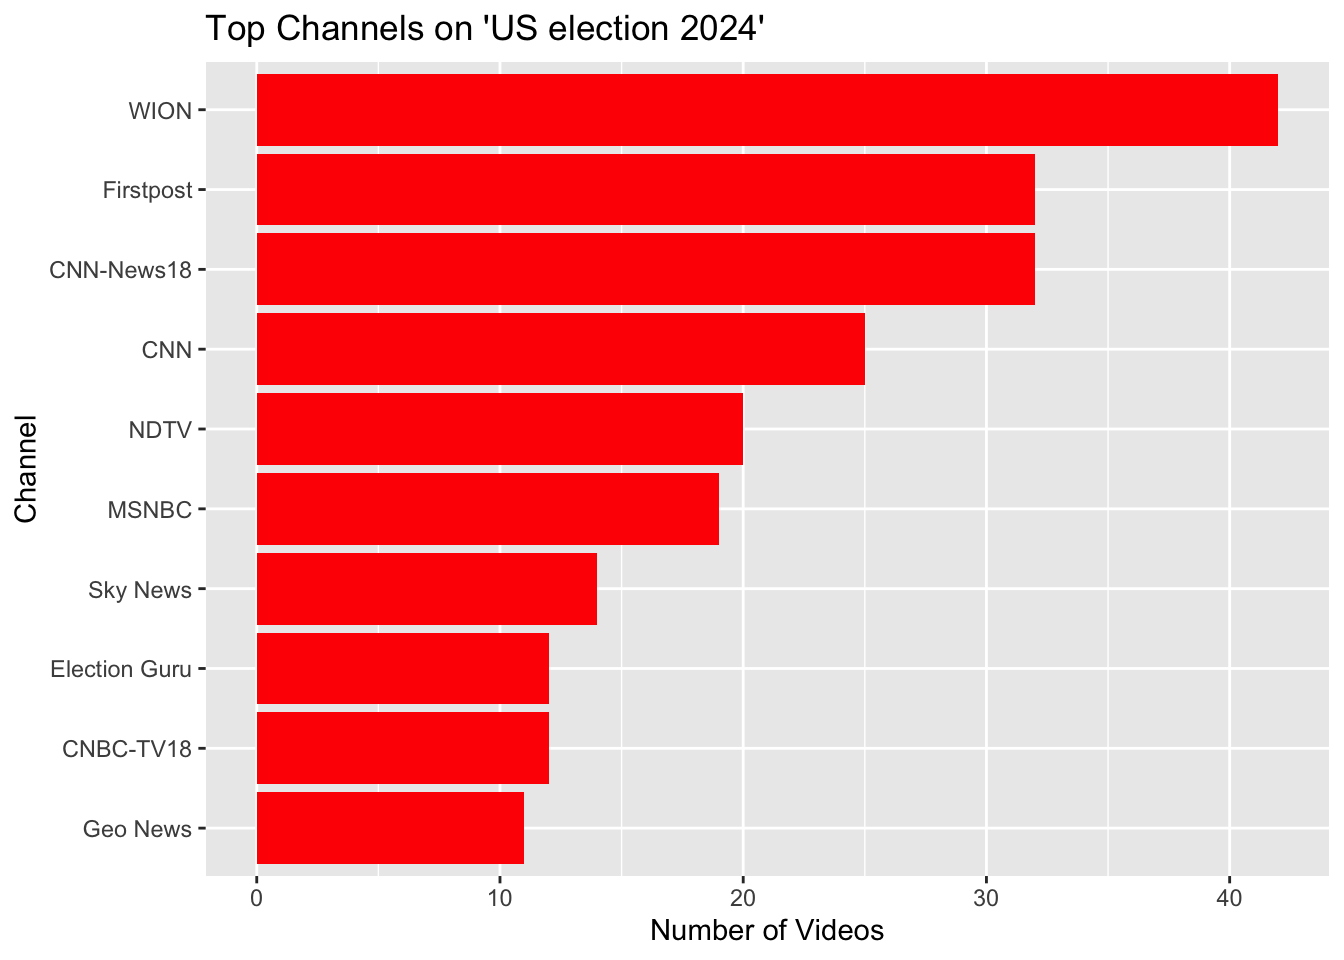 Top Channels on 'US election 2024'
WION
Firstpost
CNN-News18
CNN
NDTV
MSNBC
Sky News
Election Guru
CNBC-TV18
Geo News
Channel
0 10 20 30 40
Number of Videos